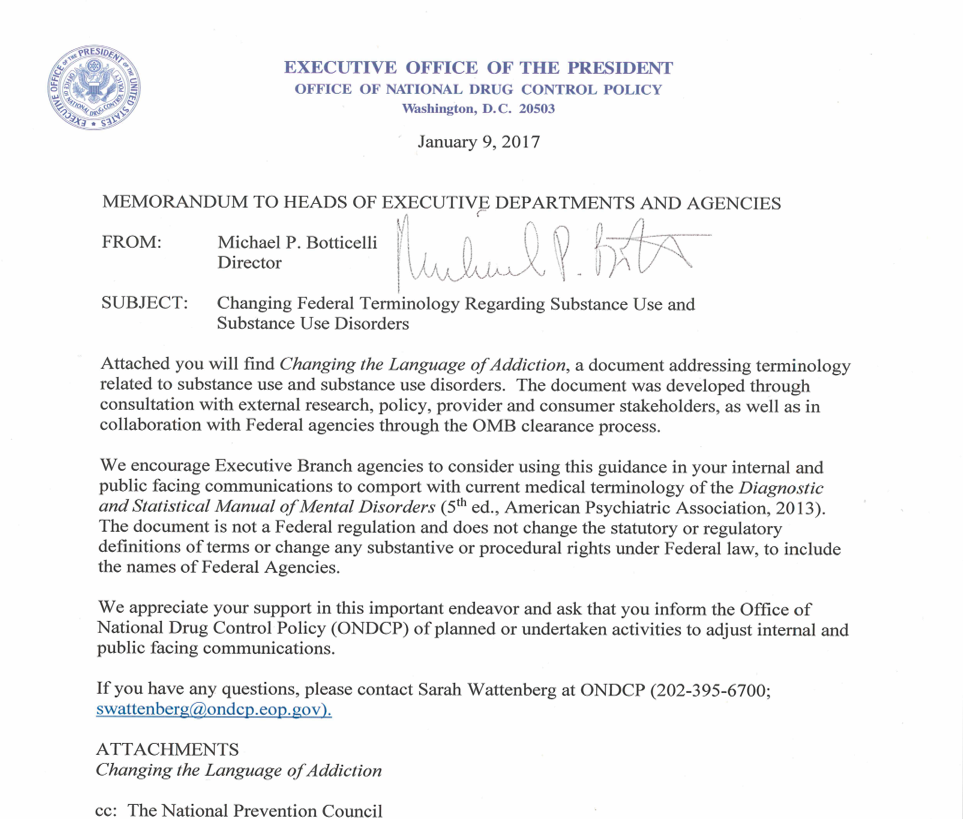 EXECUTIVE OFFICE OF THE PRESIDENT
OFFICE OF NATIONAL DRUG CONTROL POLICY
Washington, D.C. 20503
January 9, 2017
MEMORANDUM TO HEADS OF EXECUTIVE DEPARTMENTS AND AGENCIES
FROM: Michael P. Botticelli
Director
SUBJECT: Changing Federal Terminology Regarding Substance Use and
Substance Use Disorders
Attached you will find Changing the Language of Addiction, a document addressing terminology
related to substance use and substance use disorders. The document was developed through
consultation with external research, policy, provider and consumer stakeholders, as well as in
collaboration with Federal agencies through the OMB clearance process.
We encourage Executive Branch agencies to consider using this guidance in your internal and
public facing communications to comport with current medical terminology of the Diagnostic
and Statistical Manual of Mental Disorders (5th ed., American Psychiatric Association, 2013).
The document is not a Federal regulation and does not change the statutory or regulatory
definitions of terms or change any substantive or procedural rights under Federal law, to include
the names of Federal Agencies.
We appreciate your support in this important endeavor and ask that you inform the Office of
National Drug Control Policy (ONDCP) of planned or undertaken activities to adjust internal and
public facing communications.
If you have any questions, please contact Sarah Wattenberg at ONDCP (202-395-6700;
swattenberg@ondcp.eop.gov).
ATTACHMENTS
Changing the Language of Addiction
cc: The National Prevention Council